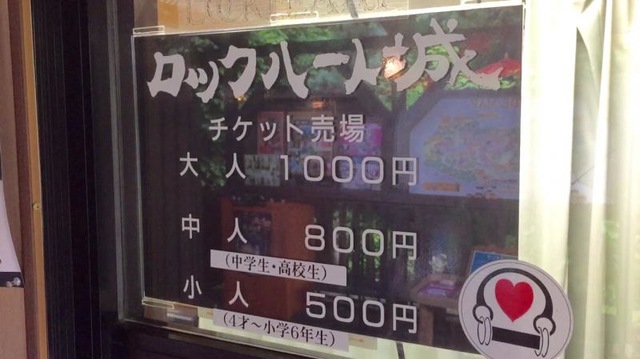 ロックハート城
チケット売場
大人 1000円
中人 800円
(中学生・高校生)
小人 500円
(4才～小学6年生)